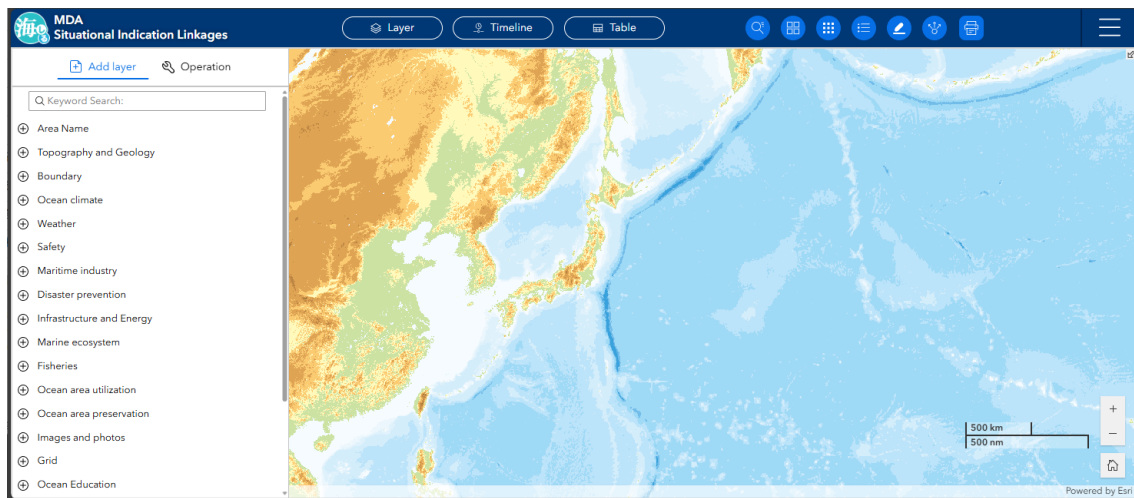 MDA
Situational Indication Linkages
Layer
Timeline
Table
Add layer
Operation
Keyword Search:
Area Name
Topography and Geology
Boundary
Ocean climate
Weather
Safety
Maritime industry
Disaster prevention
Infrastructure and Energy
Marine ecosystem
Fisheries
Ocean area utilization
Ocean area preservation
Images and photos
Grid
Ocean Education
500 km
500 nm
Powered by Esri